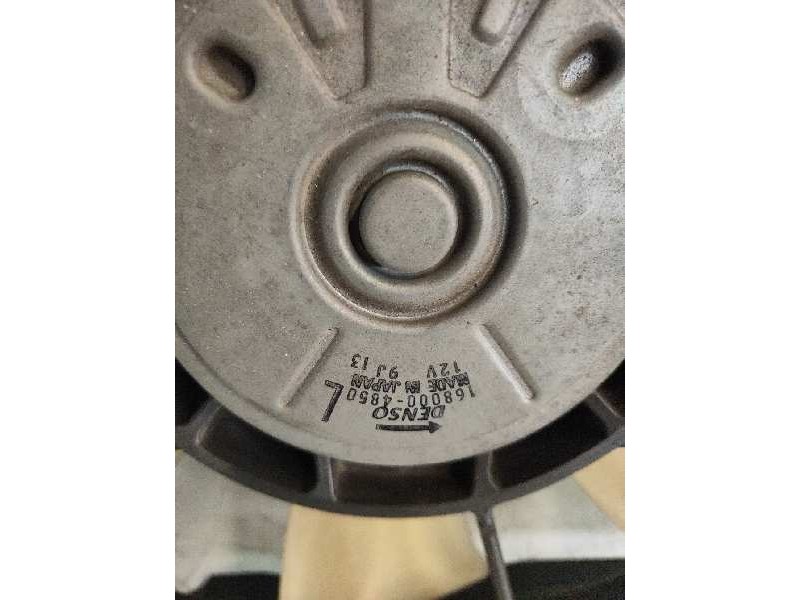 DENSO
168000-4850 L
MADE IN JAPAN
12V 9J13